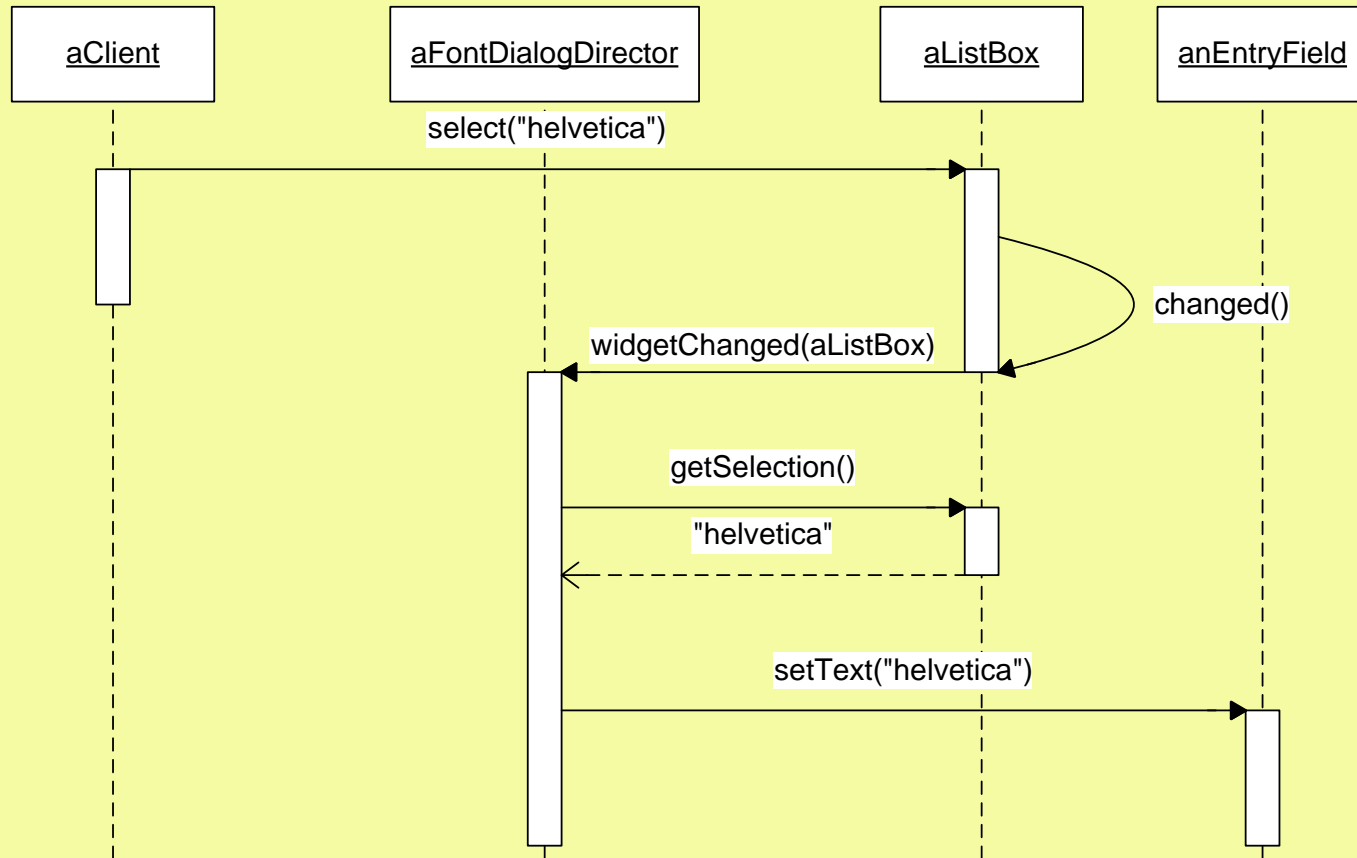 aClient
aFontDialogDirector
aListBox
anEntryField
select("helvetica")
changed()
widgetChanged(aListBox)
getSelection()
"helvetica"
setText("helvetica")